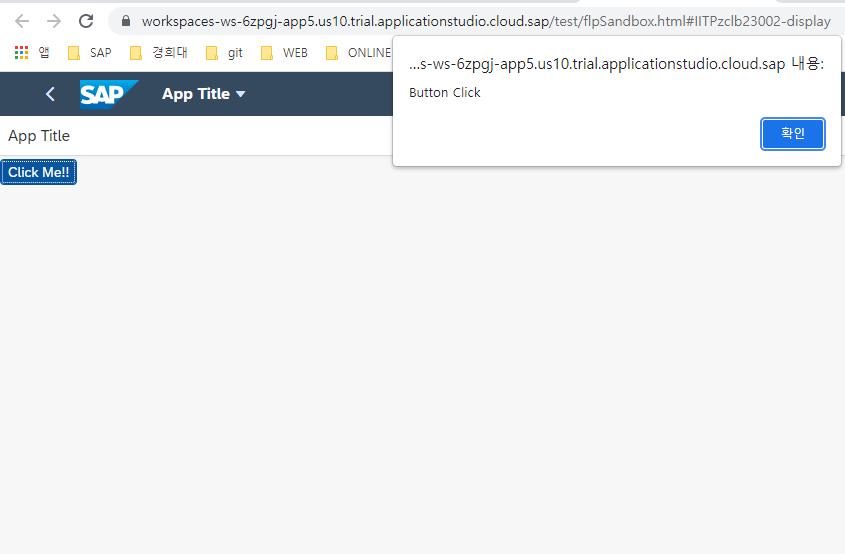 workspaces-ws-6zpgj-app5.us10.trial.applicationstudio.cloud.sap/test/flpSandbox.html#IITPzclb23002-display
앱 SAP 경희대 git WEB ONLINE
...s-ws-6zpgj-app5.us10.trial.applicationstudio.cloud.sap 내용:
Button Click
확인
SAP App Title
App Title
Click Me!!